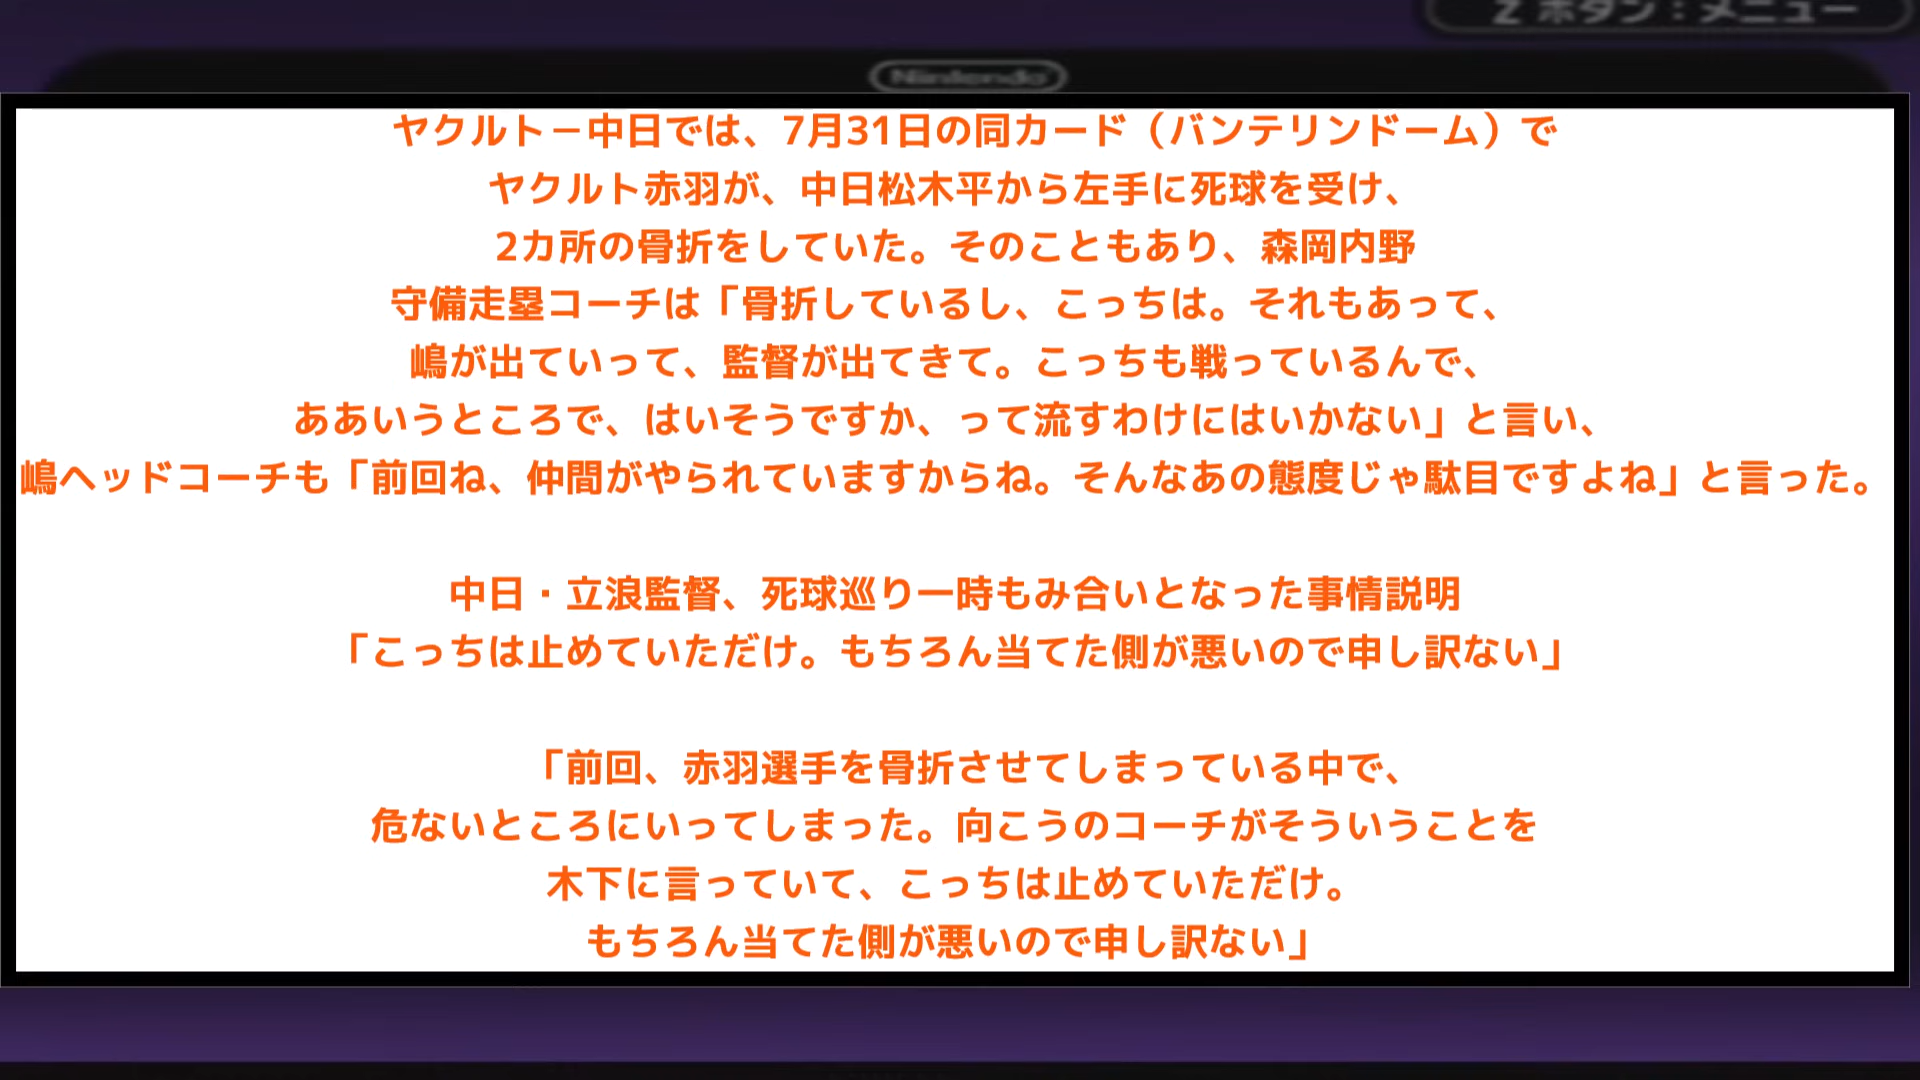 Z ボタン：メニュー
Nintendo
ヤクルト－中日では、7月31日の同カード（バンテリンドーム）で
ヤクルト赤羽が、中日松木平から左手に死球を受け、
2カ所の骨折をしていた。そのこともあり、森岡内野
守備走塁コーチは「骨折しているし、こっちは。それもあって、
嶋が出ていって、監督が出てきて。こっちも戦っているんで、
ああいうところで、はいそうですか、って流すわけにはいかない」と言い、
嶋ヘッドコーチも「前回ね、仲間がやられていますからね。そんなあの態度じゃ駄目ですよね」と言った。
中日・立浪監督、死球巡り一時もみ合いとなった事情説明
「こっちは止めていただけ。もちろん当てた側が悪いので申し訳ない」
「前回、赤羽選手を骨折させてしまっている中で、
危ないところにいってしまった。向こうのコーチがそういうことを
木下に言っていて、こっちは止めていただけ。
もちろん当てた側が悪いので申し訳ない」